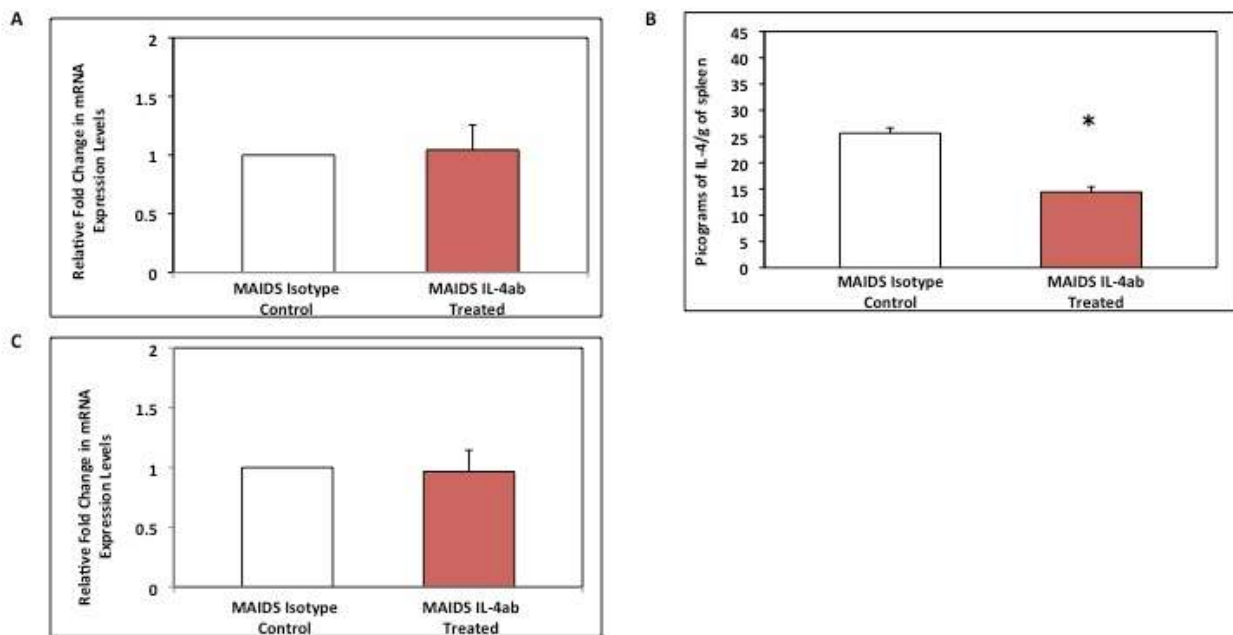 A
Relative Fold Change in mRNA
Expression Levels
2
1.5
1
0.5
0
MAIDS Isotype
Control
MAIDS IL-4ab
Treated
B
Picograms of IL-4/g of spleen
45
40
35
30
25
20
15
10
5
0
*
MAIDS Isotype
Control
MAIDS IL-4ab
Treated
C
Relative Fold Change in mRNA
Expression Levels
2
1.5
1
0.5
0
MAIDS Isotype
Control
MAIDS IL-4ab
Treated